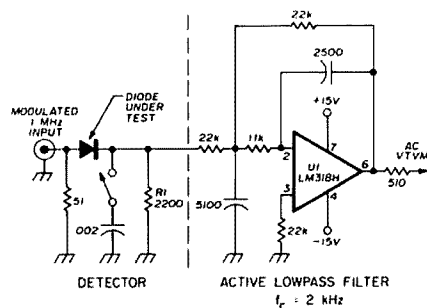 22k
2500
DIODE
UNDER
TEST
MODULATED
1 MHz
INPUT
+15V
AC
VTVM
22k
11k
2
7
U1
LM318H
6
3
4
510
51
R1
2200
5100
.002
22k
-15V
DETECTOR
ACTIVE LOWPASS FILTER
fc = 2 kHz